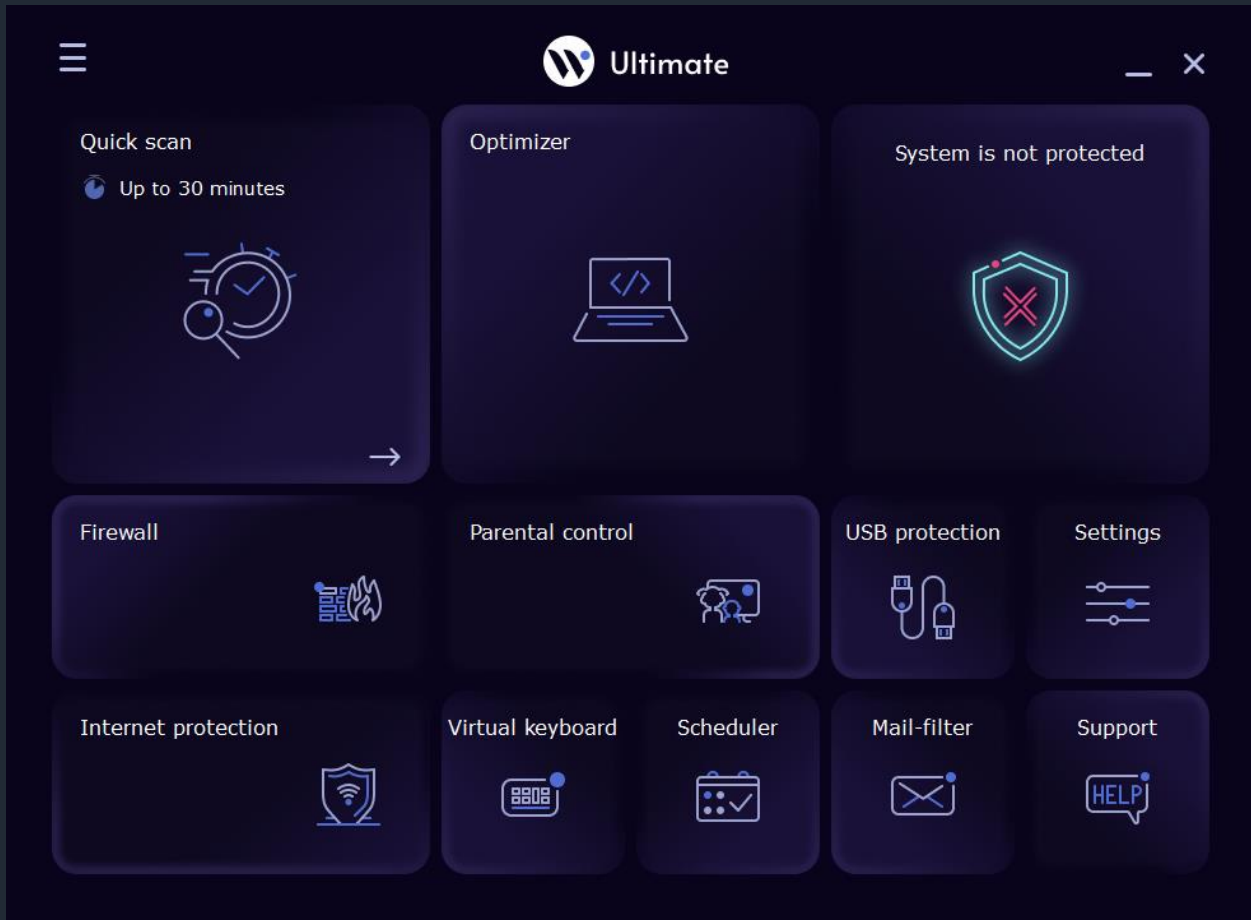 Ultimate
Quick scan
Up to 30 minutes
Optimizer
System is not protected
Firewall
Parental control
USB protection
Settings
Internet protection
Virtual keyboard
Scheduler
Mail-filter
Support
HELP